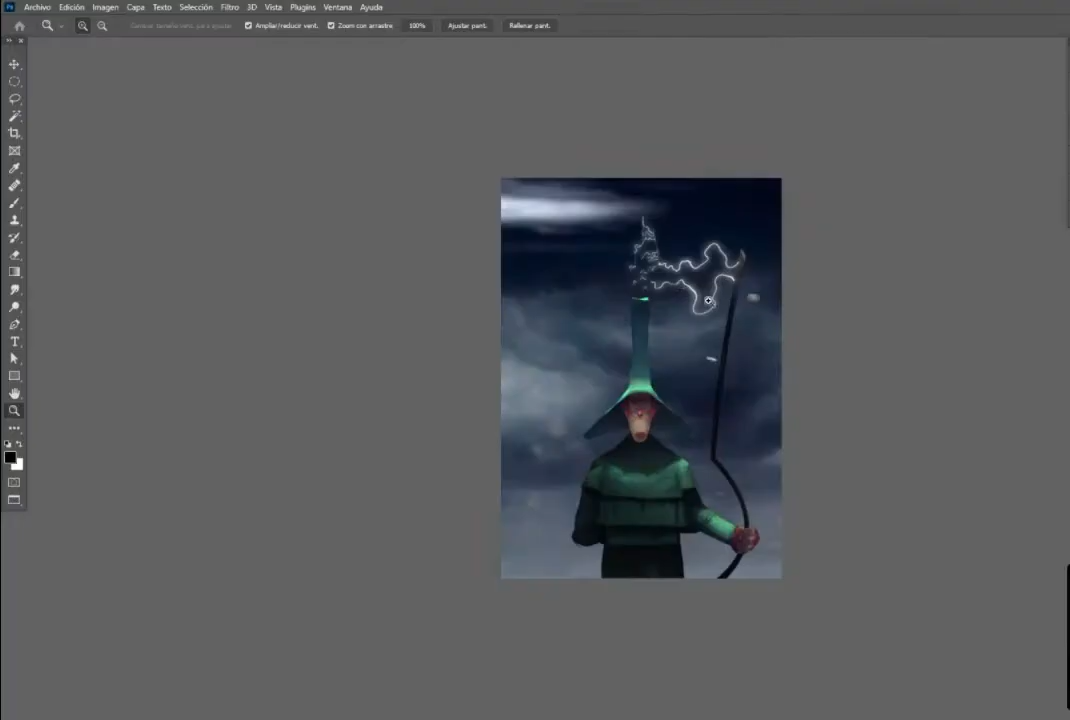 Ps Archivo Edición Imagen Capa Texto Selección Filtro 3D Vista Plugins Ventana Ayuda
Ampliar/reducir vent. Zoom con arrastre 100% Ajustar pant. Rellenar pant.
T